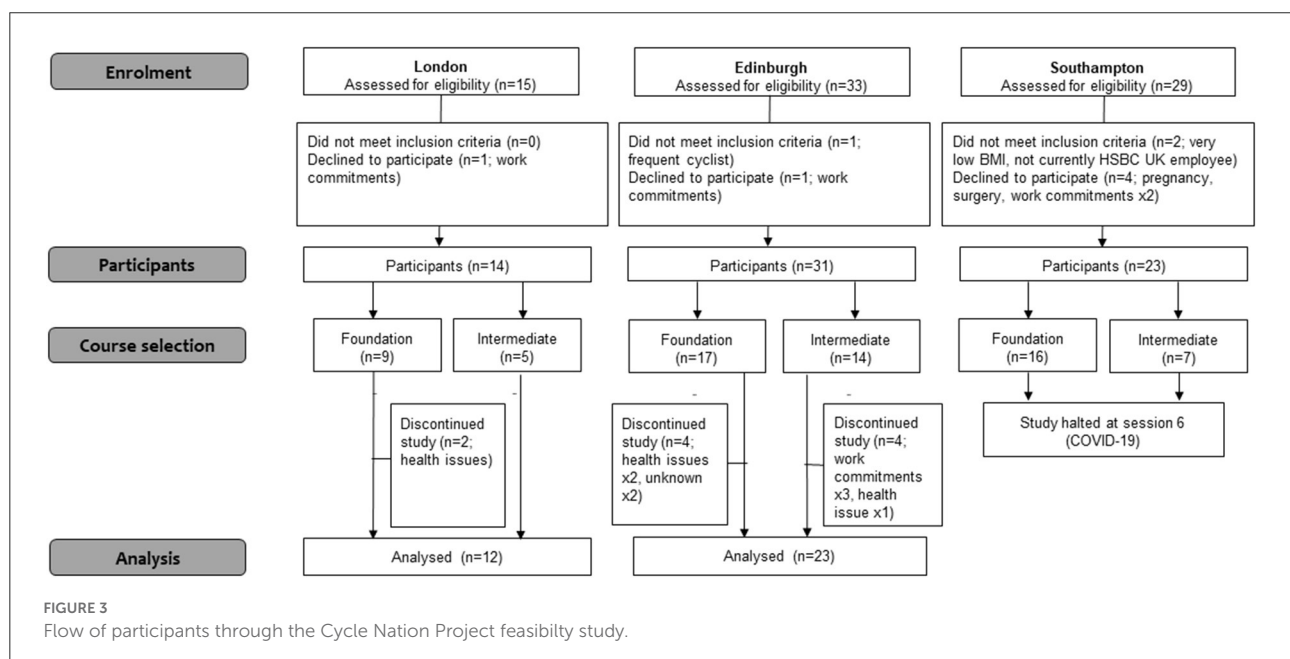 Enrolment
London
Assessed for eligibility (n=15)
Edinburgh
Assessed for eligibility (n=33)
Southampton
Assessed for eligibility (n=29)
Did not meet inclusion criteria (n=0)
Declined to participate (n=1; work
commitments)
Did not meet inclusion criteria (n=1;
frequent cyclist)
Declined to participate (n=1; work
commitments)
Did not meet inclusion criteria (n=2; very
low BMI, not currently HSBC UK employee)
Declined to participate (n=4; pregnancy,
surgery, work commitments x2)
Participants
Participants (n=14)
Participants (n=31)
Participants (n=23)
Course selection
Foundation
(n=9)
Intermediate
(n=5)
Foundation
(n=17)
Intermediate
(n=14)
Foundation
(n=16)
Intermediate
(n=7)
Discontinued
study (n=2;
health issues)
Discontinued
study (n=4;
health issues
x2, unknown
x2)
Discontinued
study (n=4;
work
commitments
x3, health
issue x1)
Study halted at session 6
(COVID-19)
Analysis
Analysed (n=12)
Analysed (n=23)
FIGURE 3
Flow of participants through the Cycle Nation Project feasibilty study.